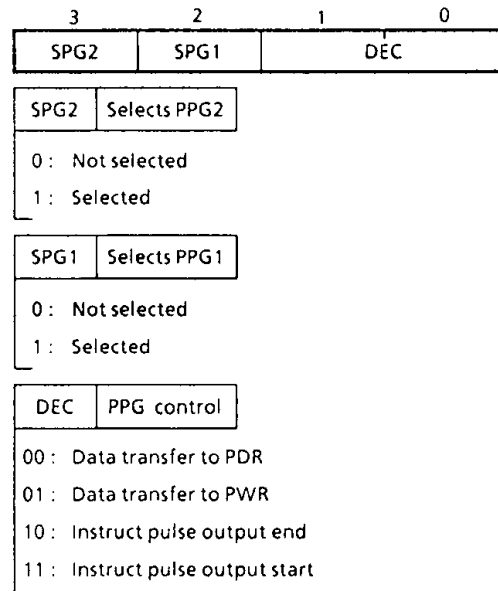 3 2 1 0
SPG2 SPG1 DEC
SPG2 Selects PPG2
0 : Not selected
1 : Selected
SPG1 Selects PPG1
0 : Not selected
1 : Selected
DEC PPG control
00 : Data transfer to PDR
01 : Data transfer to PWR
10 : Instruct pulse output end
11 : Instruct pulse output start